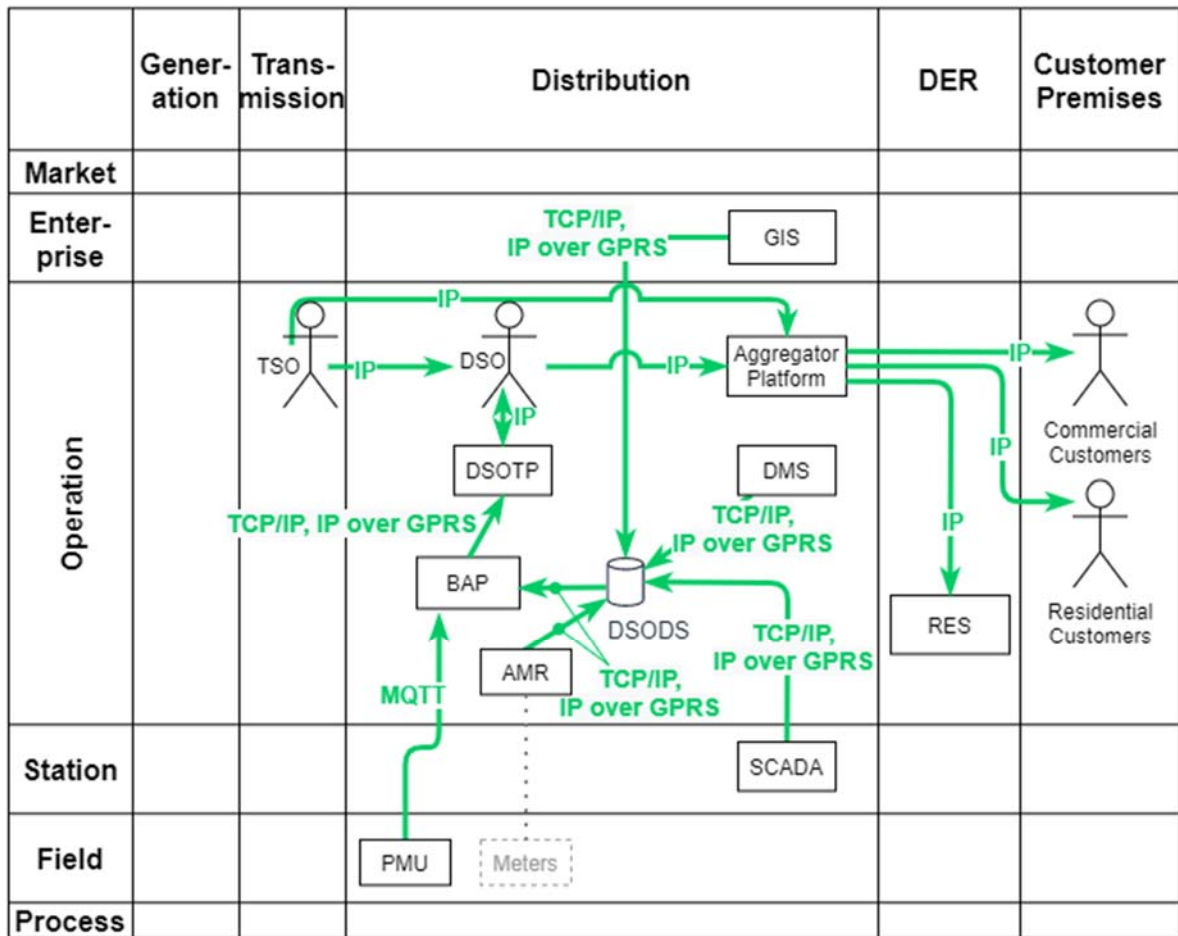 Gener-
ation
Trans-
mission
Distribution
DER
Customer
Premises
Market
Enter-
prise
TCP/IP,
IP over GPRS
GIS
Operation
IP
TSO
IP
DSO
IP
Aggregator
Platform
IP
Commercial
Customers
IP
DSOTP
DMS
IP
TCP/IP, IP over GPRS
TCP/IP,
IP over GPRS
IP
BAP
DSODS
RES
Residential
Customers
AMR
TCP/IP,
IP over GPRS
TCP/IP,
IP over GPRS
MQTT
Station
SCADA
Field
PMU
Meters
Process